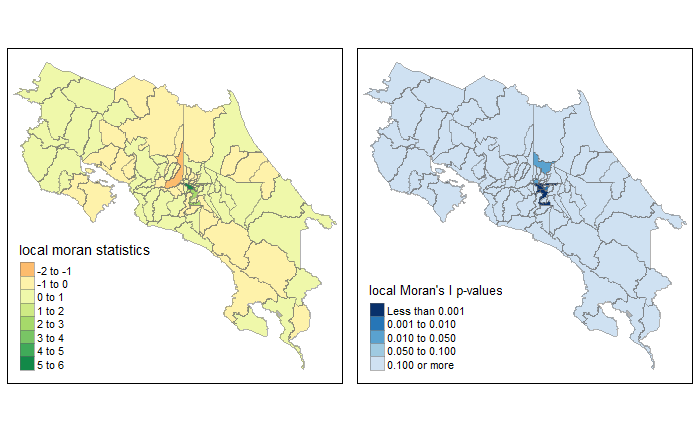 local moran statistics
-2 to -1
-1 to 0
0 to 1
1 to 2
2 to 3
3 to 4
4 to 5
5 to 6
local Moran's I p-values
Less than 0.001
0.001 to 0.010
0.010 to 0.050
0.050 to 0.100
0.100 or more